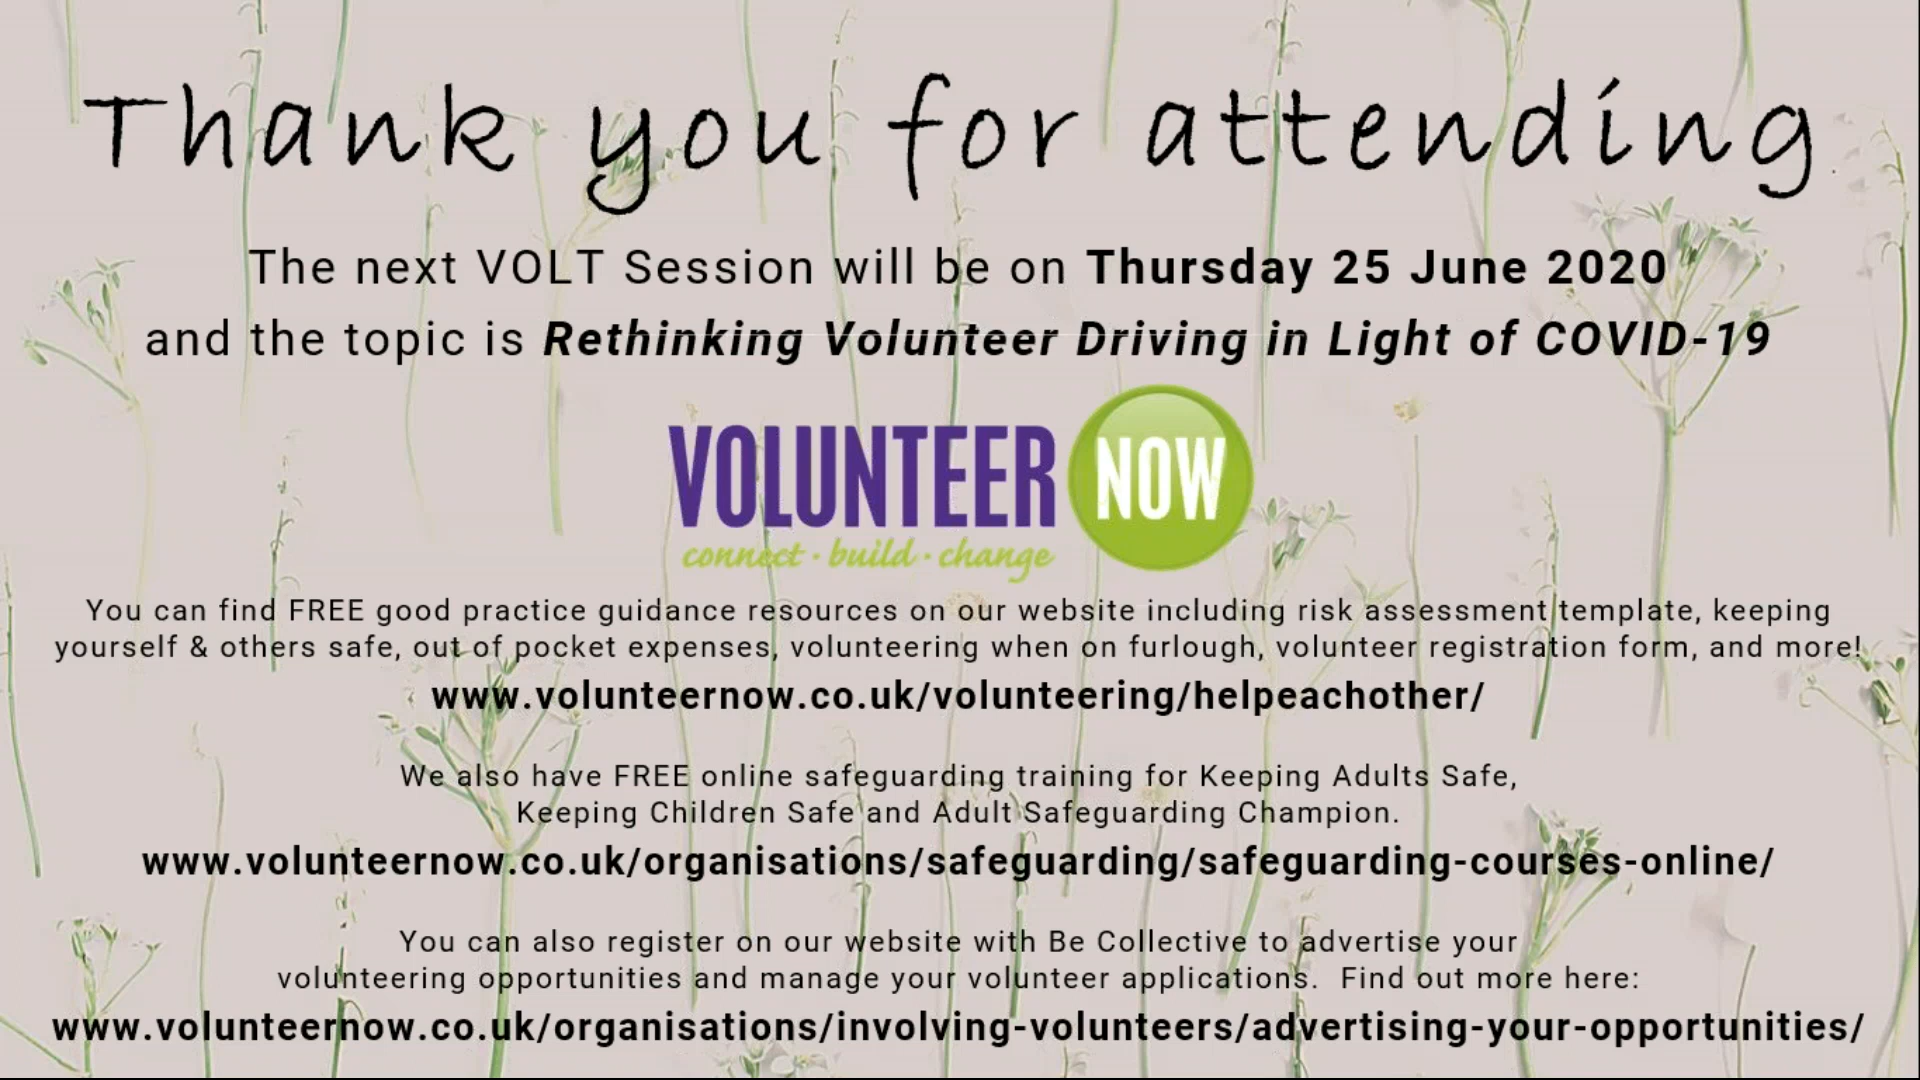 Thank you for attending
The next VOLT Session will be on Thursday 25 June 2020
and the topic is Rethinking Volunteer Driving in Light of COVID-19
VOLUNTEER NOW
connect · build · change
You can find FREE good practice guidance resources on our website including risk assessment template, keeping
yourself & others safe, out of pocket expenses, volunteering when on furlough, volunteer registration form, and more!
www.volunteernow.co.uk/volunteering/helpeachother/
We also have FREE online safeguarding training for Keeping Adults Safe,
Keeping Children Safe and Adult Safeguarding Champion.
www.volunteernow.co.uk/organisations/safeguarding/safeguarding-courses-online/
You can also register on our website with Be Collective to advertise your
volunteering opportunities and manage your volunteer applications.  Find out more here:
www.volunteernow.co.uk/organisations/involving-volunteers/advertising-your-opportunities/